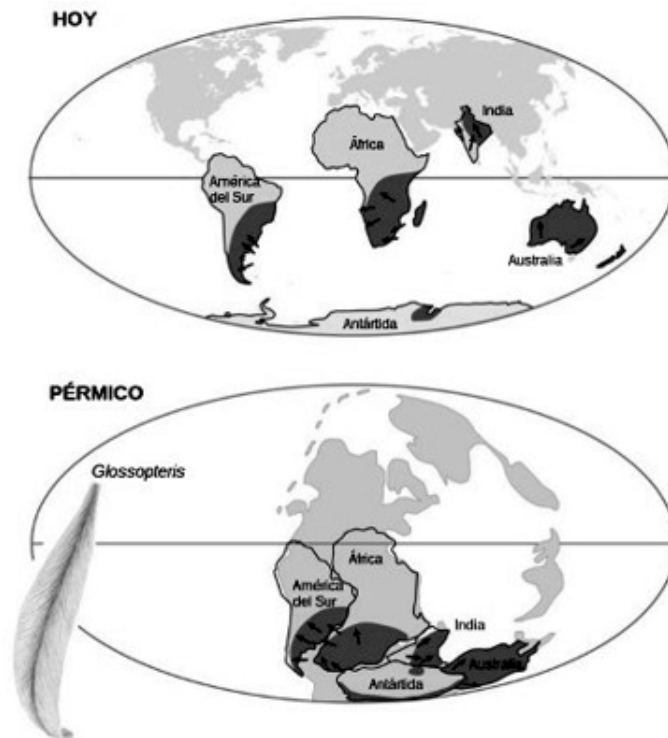 HOY
India
África
América
del Sur
Australia
Antártida
PÉRMICO
Glossopteris
África
América
del Sur
India
Australia
Antártida